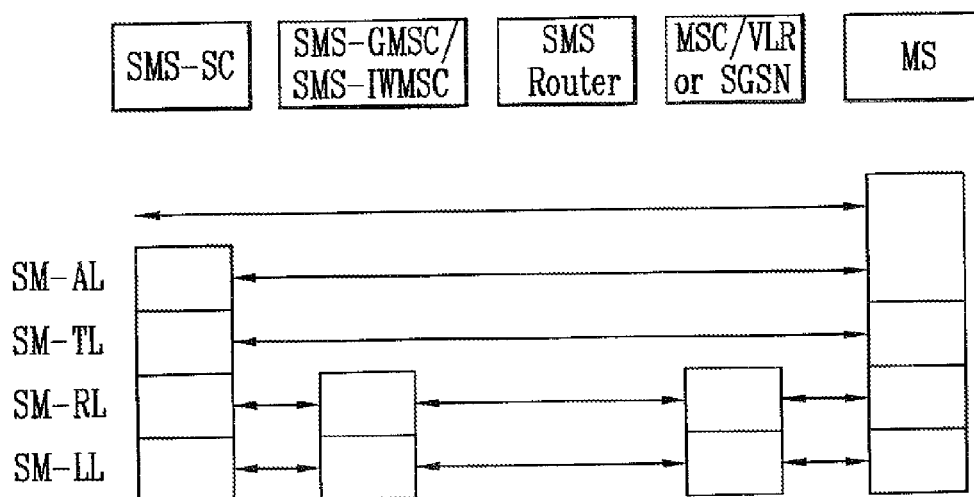 SMS-SC
SMS-GMSC/
SMS-IWMSC
SMS
Router
MSC/VLR
or SGSN
MS
SM-AL
SM-TL
SM-RL
SM-LL